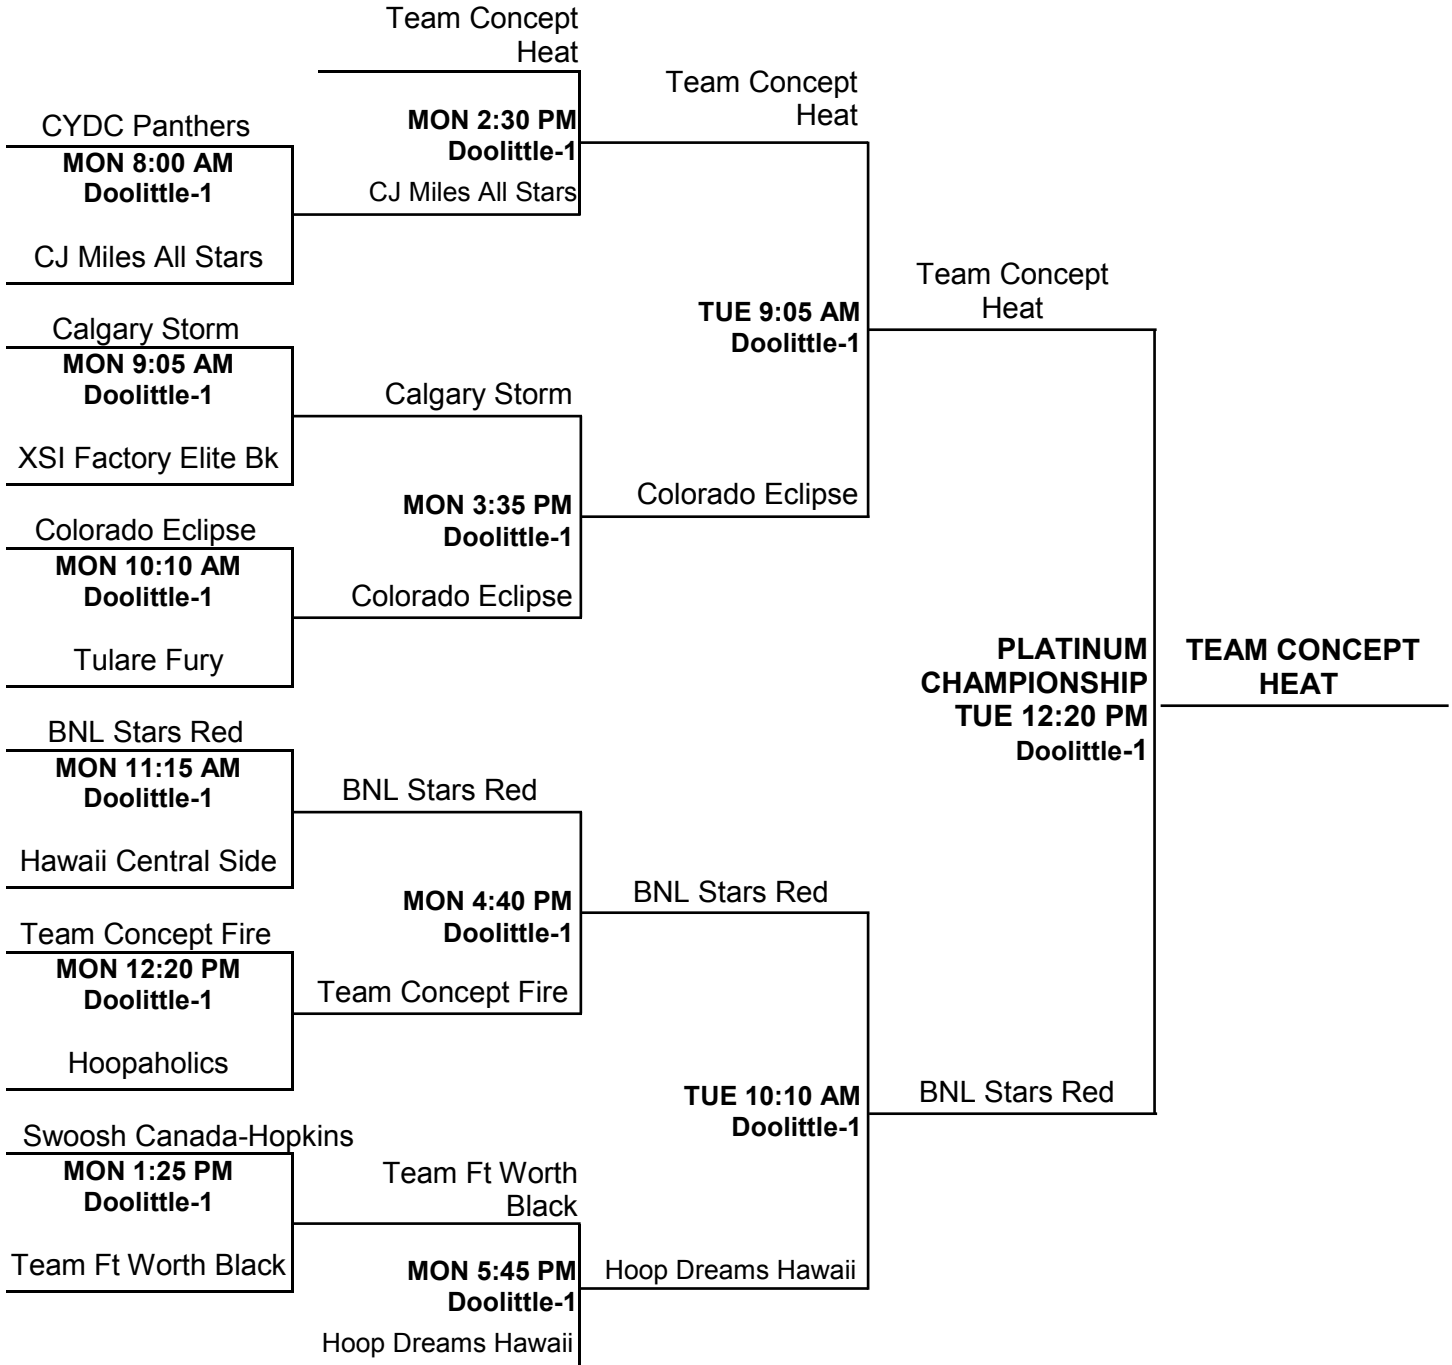 Team Concept
Heat
Team Concept
Heat
CYDC Panthers
MON 2:30 PM
Doolittle-1
MON 8:00 AM
Doolittle-1
CJ Miles All Stars
CJ Miles All Stars
Team Concept
Heat
Calgary Storm
TUE 9:05 AM
Doolittle-1
MON 9:05 AM
Doolittle-1
Calgary Storm
XSI Factory Elite Bk
MON 3:35 PM
Doolittle-1
Colorado Eclipse
Colorado Eclipse
MON 10:10 AM
Doolittle-1
Colorado Eclipse
Tulare Fury
PLATINUM
CHAMPIONSHIP
TUE 12:20 PM
Doolittle-1
TEAM CONCEPT
HEAT
BNL Stars Red
MON 11:15 AM
Doolittle-1
BNL Stars Red
Hawaii Central Side
MON 4:40 PM
Doolittle-1
BNL Stars Red
Team Concept Fire
MON 12:20 PM
Doolittle-1
Team Concept Fire
Hoopaholics
TUE 10:10 AM
Doolittle-1
BNL Stars Red
Swoosh Canada-Hopkins
MON 1:25 PM
Doolittle-1
Team Ft Worth
Black
Team Ft Worth Black
MON 5:45 PM
Doolittle-1
Hoop Dreams Hawaii
Hoop Dreams Hawaii